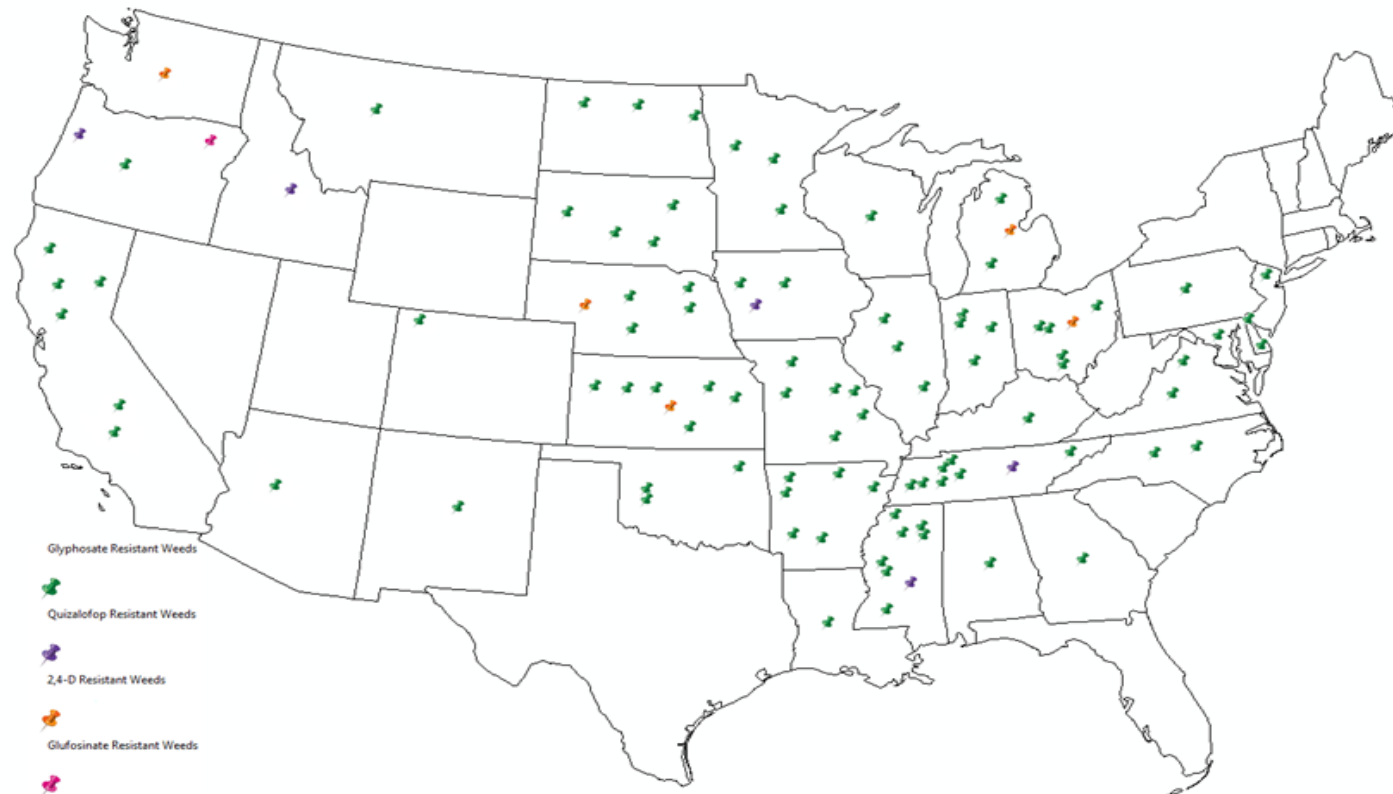 Glyphosate Resistant Weeds
Quizalofop Resistant Weeds
2,4-D Resistant Weeds
Glufosinate Resistant Weeds